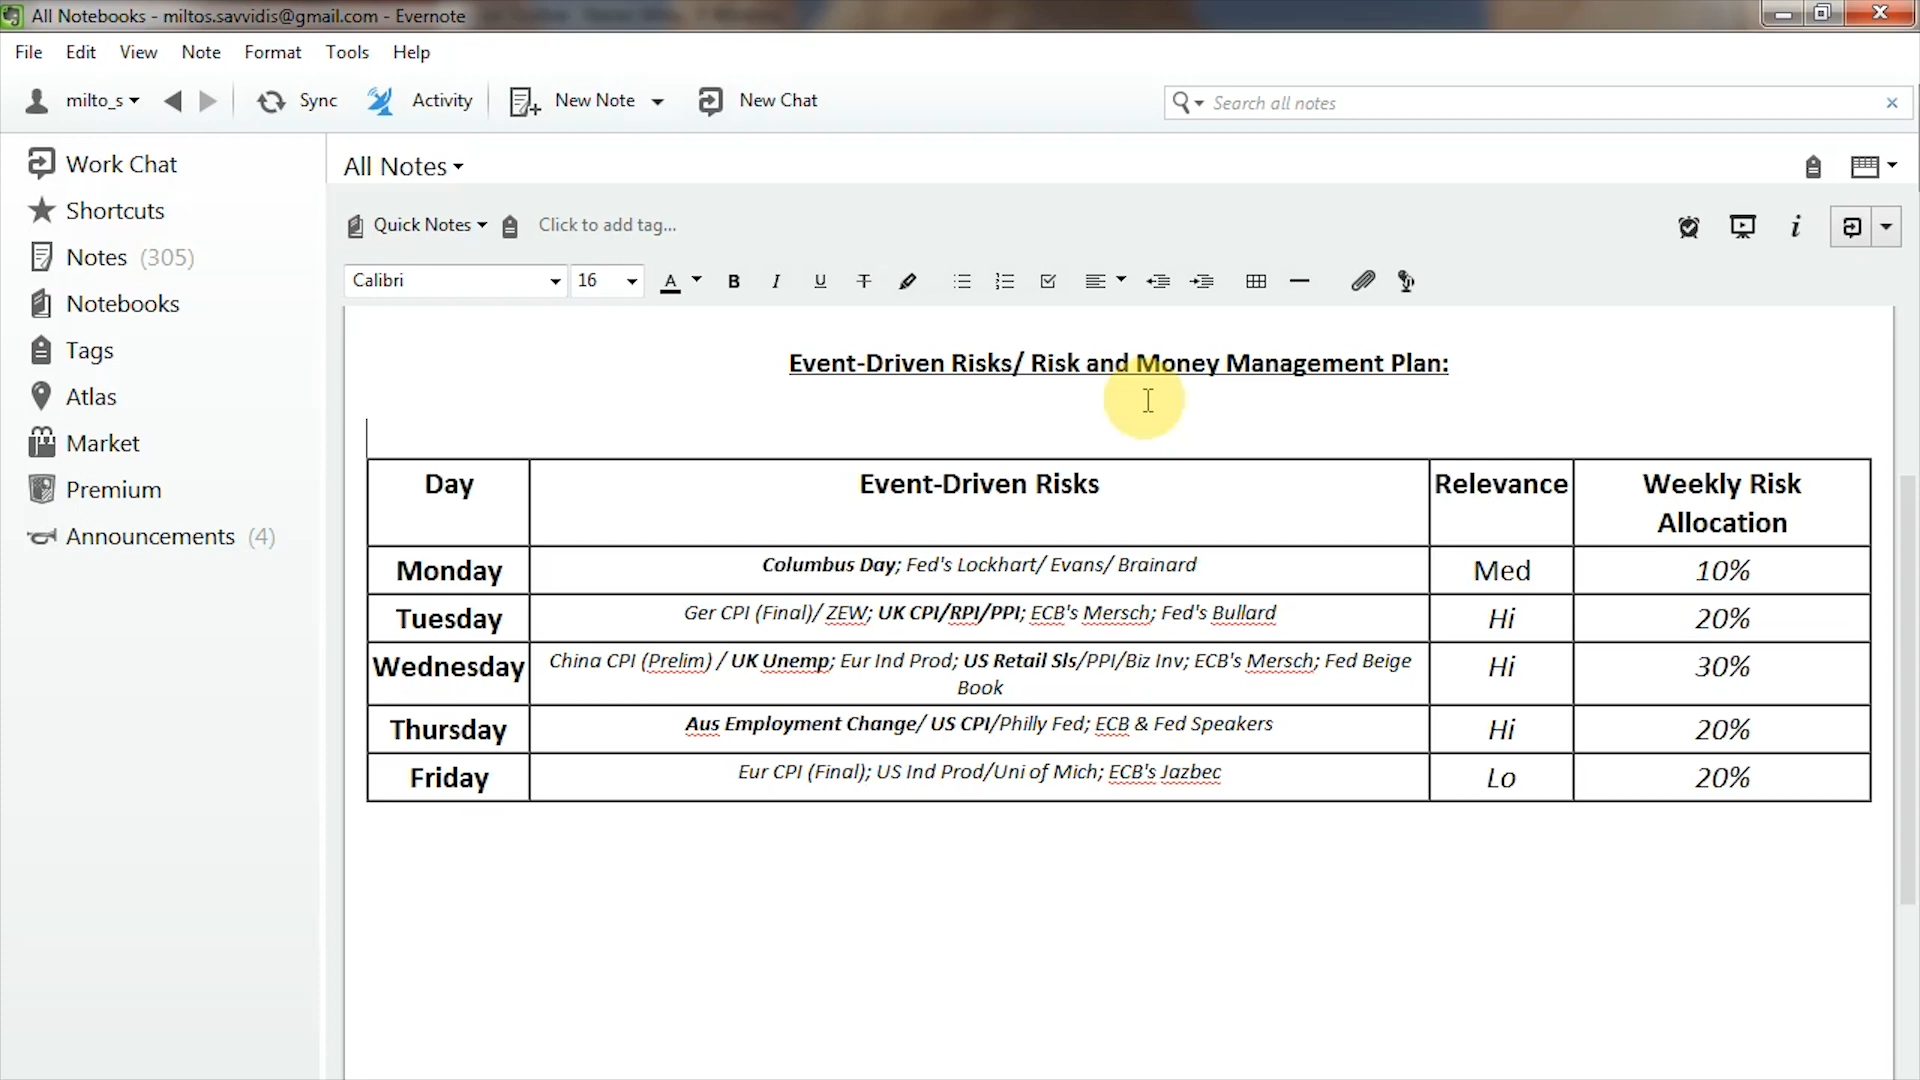 All Notebooks - miltos.savvidis@gmail.com - Evernote
File Edit View Note Format Tools Help
milto_s Sync Activity New Note New Chat Search all notes
Work Chat
Shortcuts
Notes (305)
Notebooks
Tags
Atlas
Market
Premium
Announcements (4)
All Notes
Quick Notes Click to add tag...
Calibri 16 A B I U T
Event-Driven Risks/ Risk and Money Management Plan:
Day Event-Driven Risks Relevance Weekly Risk
Allocation
Monday Columbus Day; Fed's Lockhart/ Evans/ Brainard Med 10%
Tuesday Ger CPI (Final)/ ZEW; UK CPI/RPI/PPI; ECB's Mersch; Fed's Bullard Hi 20%
Wednesday China CPI (Prelim) / UK Unemp; Eur Ind Prod; US Retail Sls/PPI/Biz Inv; ECB's Mersch; Fed Beige Hi 30%
Book
Thursday Aus Employment Change/ US CPI/Philly Fed; ECB & Fed Speakers Hi 20%
Friday Eur CPI (Final); US Ind Prod/Uni of Mich; ECB's Jazbec Lo 20%